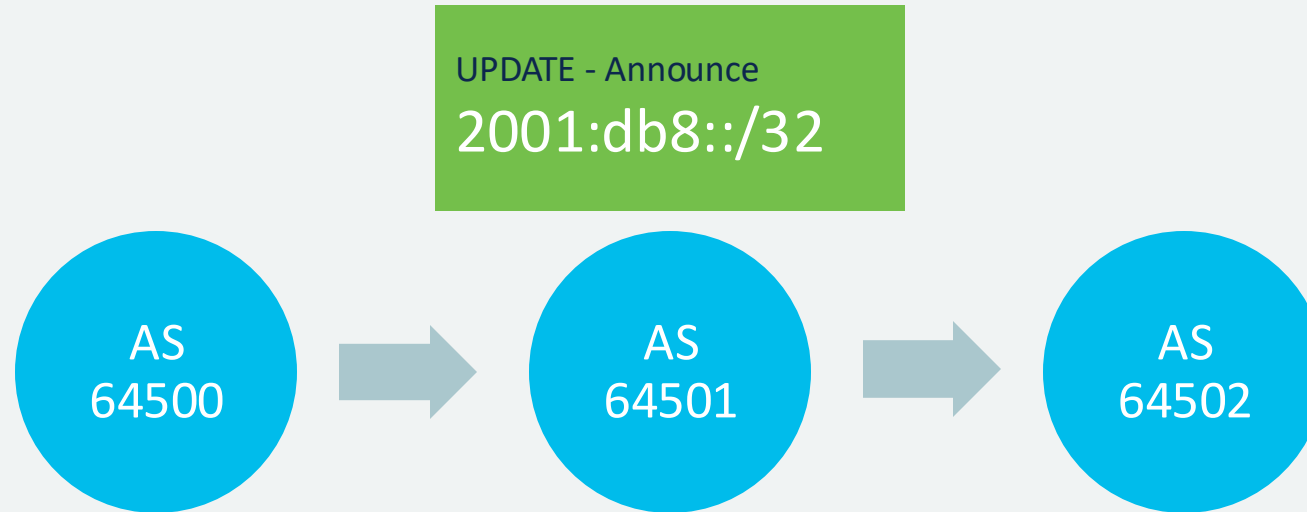 UPDATE - Announce
2001:db8::/32
AS
64500
AS
64501
AS
64502